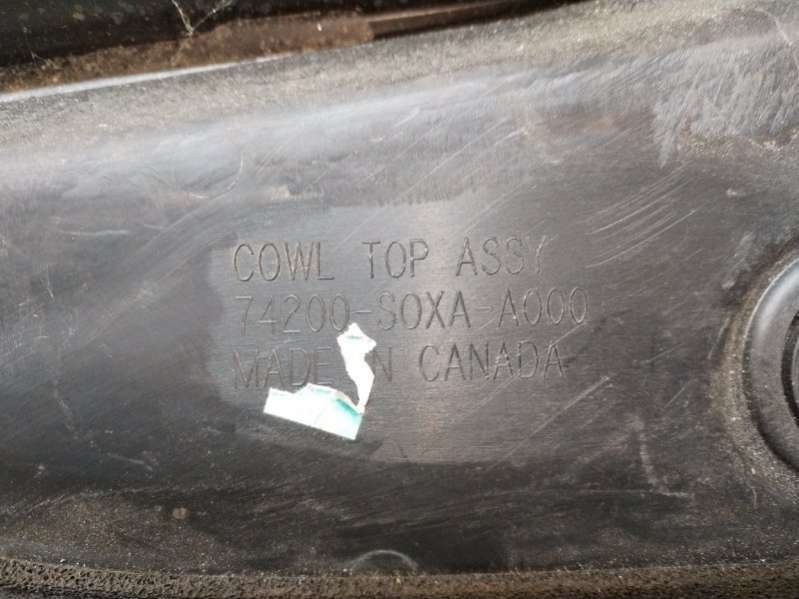 COWL TOP ASSY
74200-S0XA-A000
MADE IN CANADA